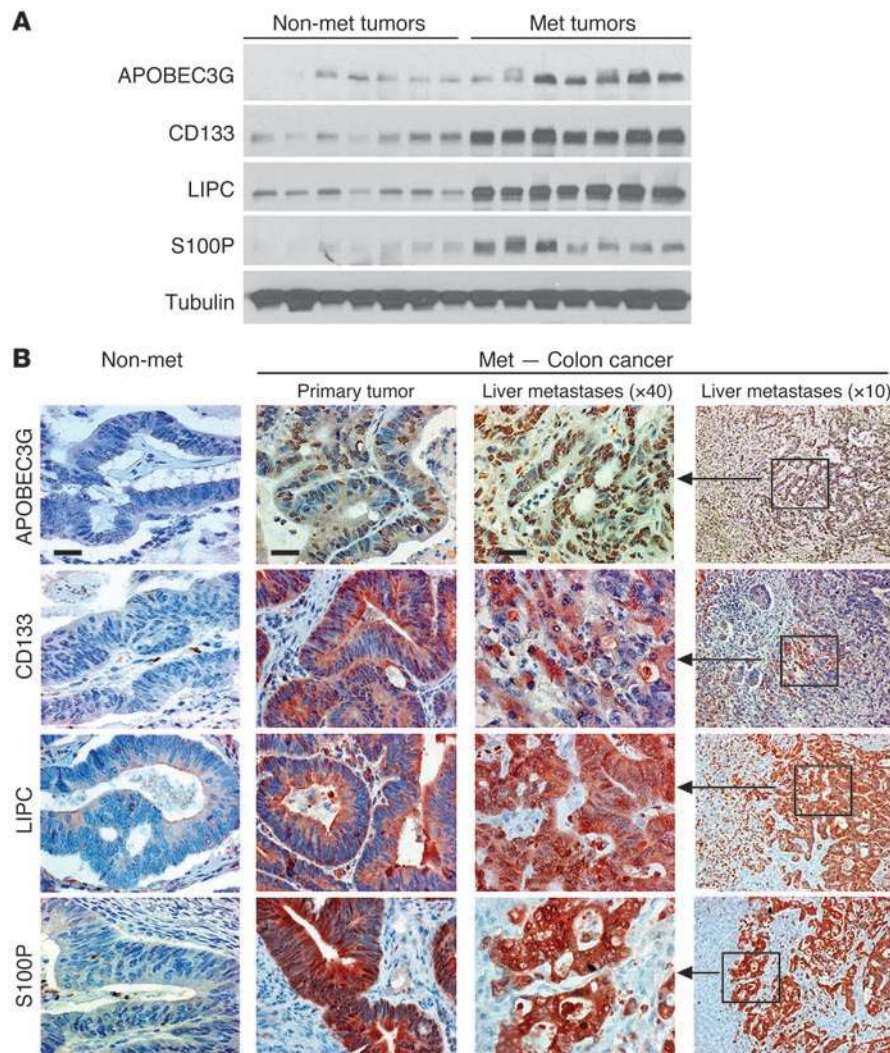 A
Non-met tumors Met tumors
APOBEC3G
CD133
LIPC
S100P
Tubulin
B
Non-met Met — Colon cancer
Primary tumor Liver metastases (×40) Liver metastases (×10)
APOBEC3G
CD133
LIPC
S100P